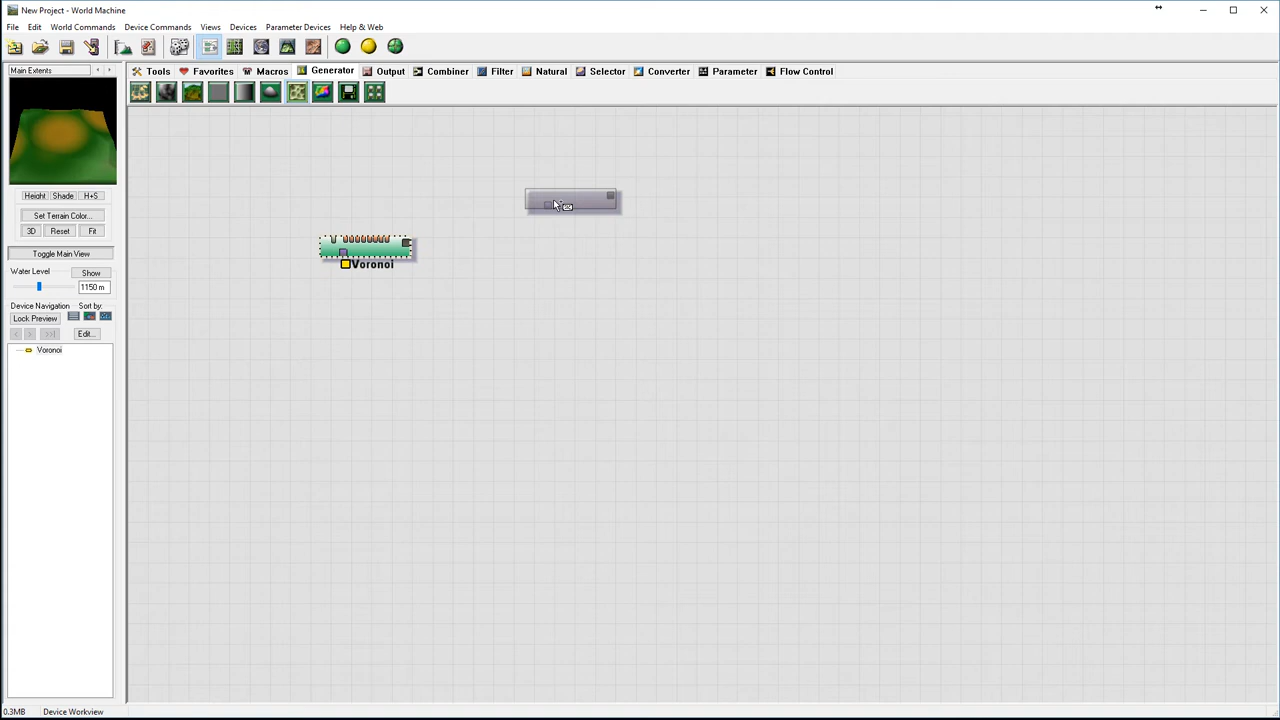 New Project - World Machine
File Edit World Commands Device Commands Views Devices Parameter Devices Help & Web
Main Extents
Tools Favorites Macros Generator Output Combiner Filter Natural Selector Converter Parameter Flow Control
Height Shade H+S
Set Terrain Color...
3D Reset Fit
Toggle Main View
Water Level Show
1150 m
Device Navigation Sort by:
Lock Preview
< > >>| Edit...
Voronoi
Voronoi
0.3MB Device Workview